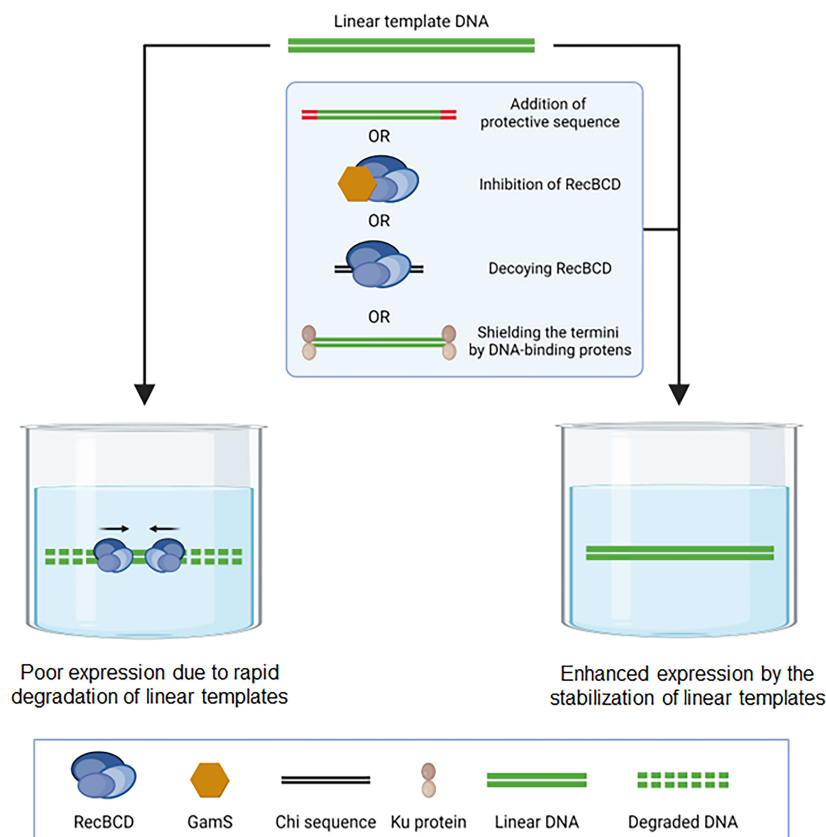 Linear template DNA
Addition of
protective sequence
OR
Inhibition of RecBCD
OR
Decoying RecBCD
OR
Shielding the termini
by DNA-binding protens
Poor expression due to rapid
degradation of linear templates
Enhanced expression by the
stabilization of linear templates
RecBCD
GamS
Chi sequence
Ku protein
Linear DNA
Degraded DNA